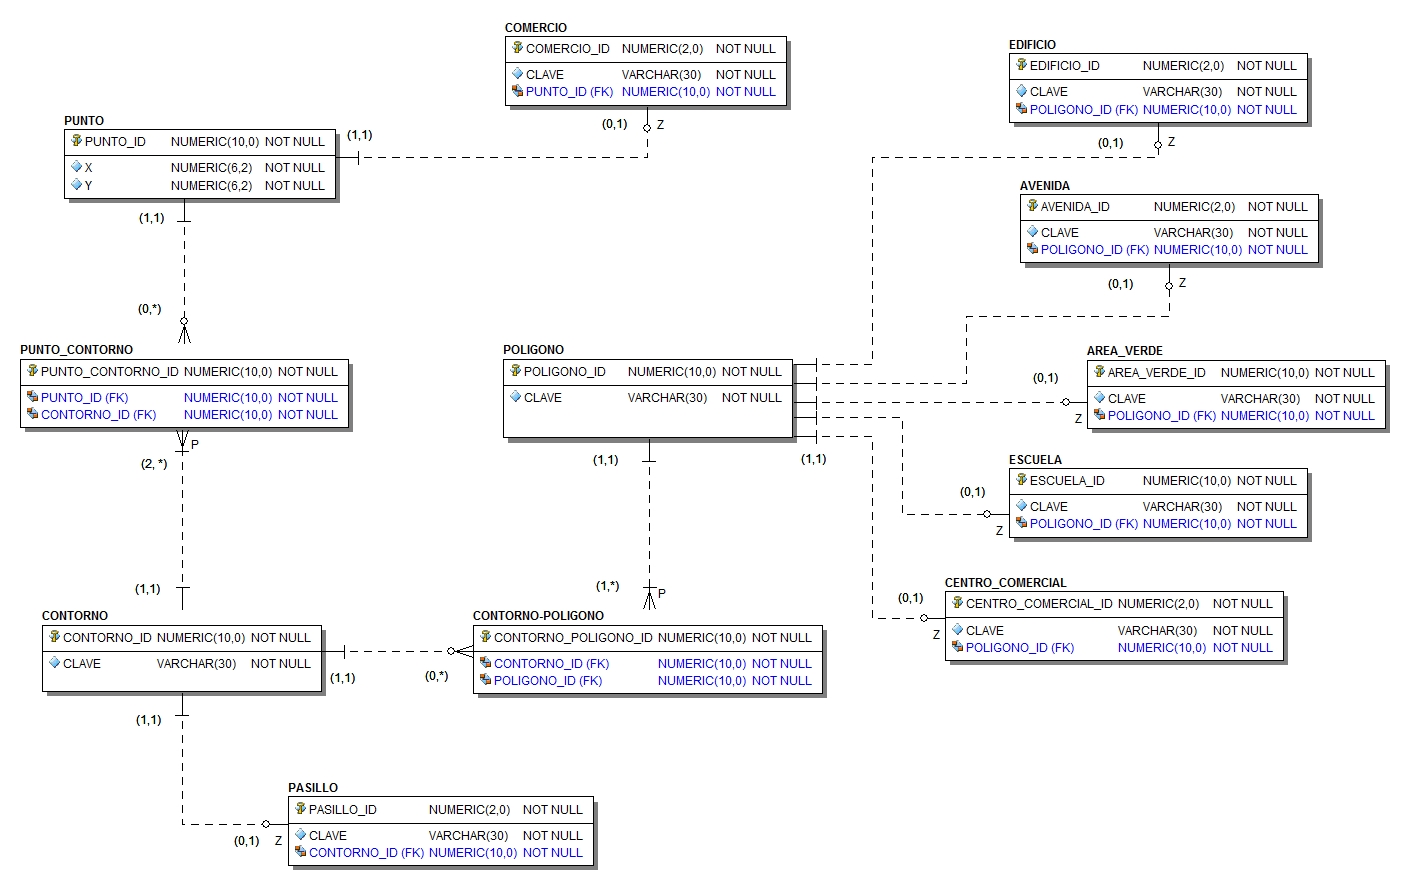 COMERCIO
COMERCIO_ID NUMERIC(2,0) NOT NULL
CLAVE VARCHAR(30) NOT NULL
PUNTO_ID (FK) NUMERIC(10,0) NOT NULL
(0,1) Z
EDIFICIO
EDIFICIO_ID NUMERIC(2,0) NOT NULL
CLAVE VARCHAR(30) NOT NULL
POLIGONO_ID (FK) NUMERIC(10,0) NOT NULL
(0,1) Z
PUNTO
PUNTO_ID NUMERIC(10,0) NOT NULL
X NUMERIC(6,2) NOT NULL
Y NUMERIC(6,2) NOT NULL
(1,1)
(1,1)
(0,*)
AVENIDA
AVENIDA_ID NUMERIC(2,0) NOT NULL
CLAVE VARCHAR(30) NOT NULL
POLIGONO_ID (FK) NUMERIC(10,0) NOT NULL
(0,1) Z
PUNTO_CONTORNO
PUNTO_CONTORNO_ID NUMERIC(10,0) NOT NULL
PUNTO_ID (FK) NUMERIC(10,0) NOT NULL
CONTORNO_ID (FK) NUMERIC(10,0) NOT NULL
P
(2, *)
(1,1)
POLIGONO
POLIGONO_ID NUMERIC(10,0) NOT NULL
CLAVE VARCHAR(30) NOT NULL
(1,1)
(1,1)
(1,*) P
AREA_VERDE
AREA_VERDE_ID NUMERIC(10,0) NOT NULL
CLAVE VARCHAR(30) NOT NULL
POLIGONO_ID (FK) NUMERIC(10,0) NOT NULL
(0,1)
Z
ESCUELA
ESCUELA_ID NUMERIC(10,0) NOT NULL
CLAVE VARCHAR(30) NOT NULL
POLIGONO_ID (FK) NUMERIC(10,0) NOT NULL
(0,1)
Z
CENTRO_COMERCIAL
CENTRO_COMERCIAL_ID NUMERIC(2,0) NOT NULL
CLAVE VARCHAR(30) NOT NULL
POLIGONO_ID (FK) NUMERIC(10,0) NOT NULL
(0,1)
Z
CONTORNO
CONTORNO_ID NUMERIC(10,0) NOT NULL
CLAVE VARCHAR(30) NOT NULL
(1,1)
(0,*)
(1,1)
CONTORNO-POLIGONO
CONTORNO_POLIGONO_ID NUMERIC(10,0) NOT NULL
CONTORNO_ID (FK) NUMERIC(10,0) NOT NULL
POLIGONO_ID (FK) NUMERIC(10,0) NOT NULL
PASILLO
PASILLO_ID NUMERIC(2,0) NOT NULL
CLAVE VARCHAR(30) NOT NULL
CONTORNO_ID (FK) NUMERIC(10,0) NOT NULL
(0,1) Z